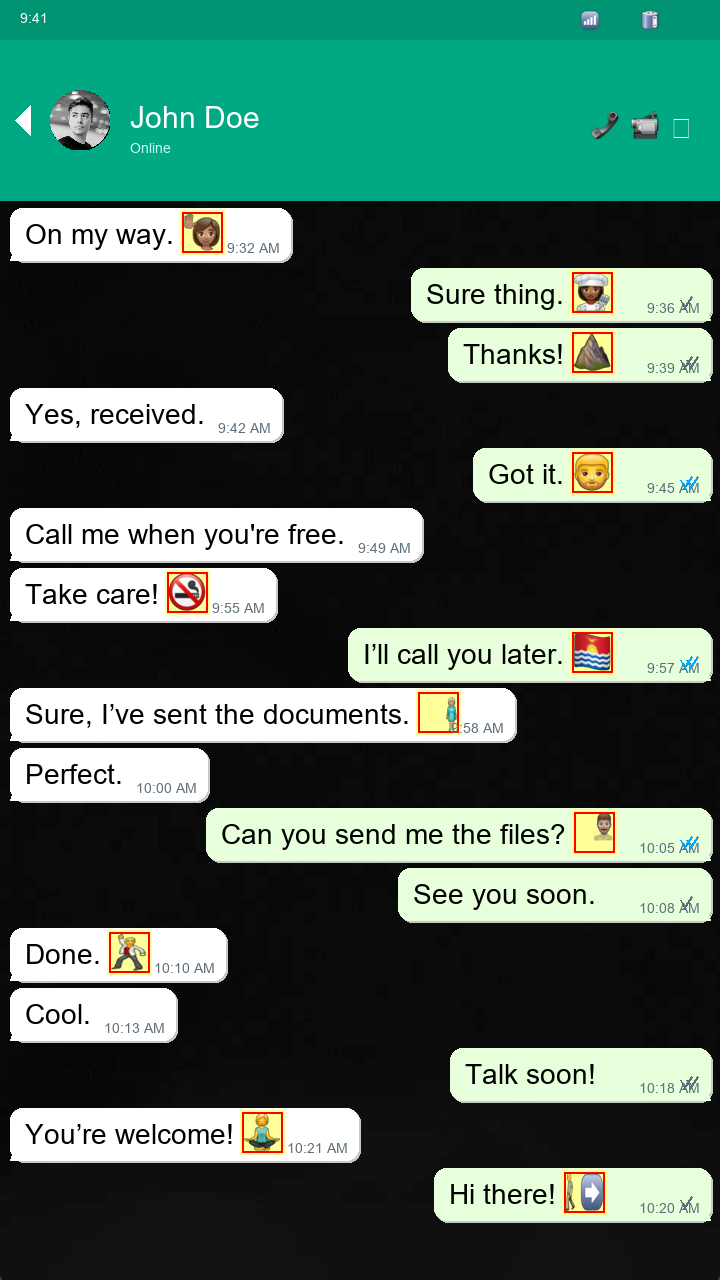 9:41
John Doe
Online
On my way. 9:32 AM
Sure thing. 9:36 AM
Thanks! 9:39 AM
Yes, received. 9:42 AM
Got it. 9:45 AM
Call me when you're free. 9:49 AM
Take care! 9:55 AM
I’ll call you later. 9:57 AM
Sure, I’ve sent the documents. 9:58 AM
Perfect. 10:00 AM
Can you send me the files? 10:05 AM
See you soon. 10:08 AM
Done. 10:10 AM
Cool. 10:13 AM
Talk soon! 10:18 AM
You’re welcome! 10:21 AM
Hi there! 10:20 AM